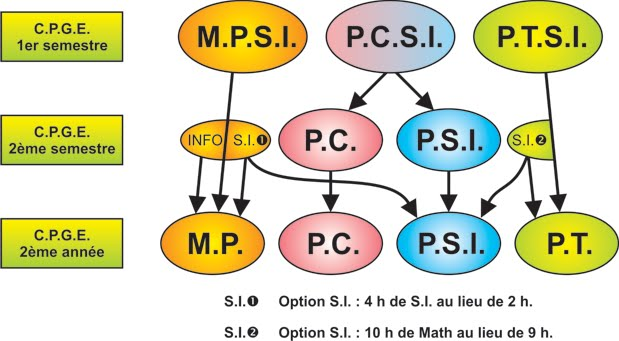 C.P.G.E.
1er semestre
M.P.S.I.
P.C.S.I.
P.T.S.I.
C.P.G.E.
2ème semestre
INFO
S.I.❶
P.C.
P.S.I.
S.I.❷
C.P.G.E.
2ème année
M.P.
P.C.
P.S.I.
P.T.
S.I.❶ Option S.I. : 4 h de S.I. au lieu de 2 h.
S.I.❷ Option S.I. : 10 h de Math au lieu de 9 h.